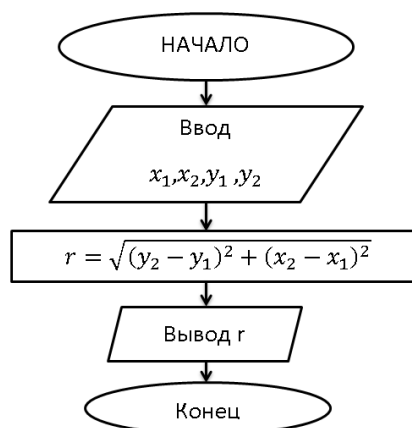 НАЧАЛО
Ввод
x₁,x₂,y₁ ,y₂
r = √(y₂ − y₁)² + (x₂ − x₁)²
Вывод r
Конец